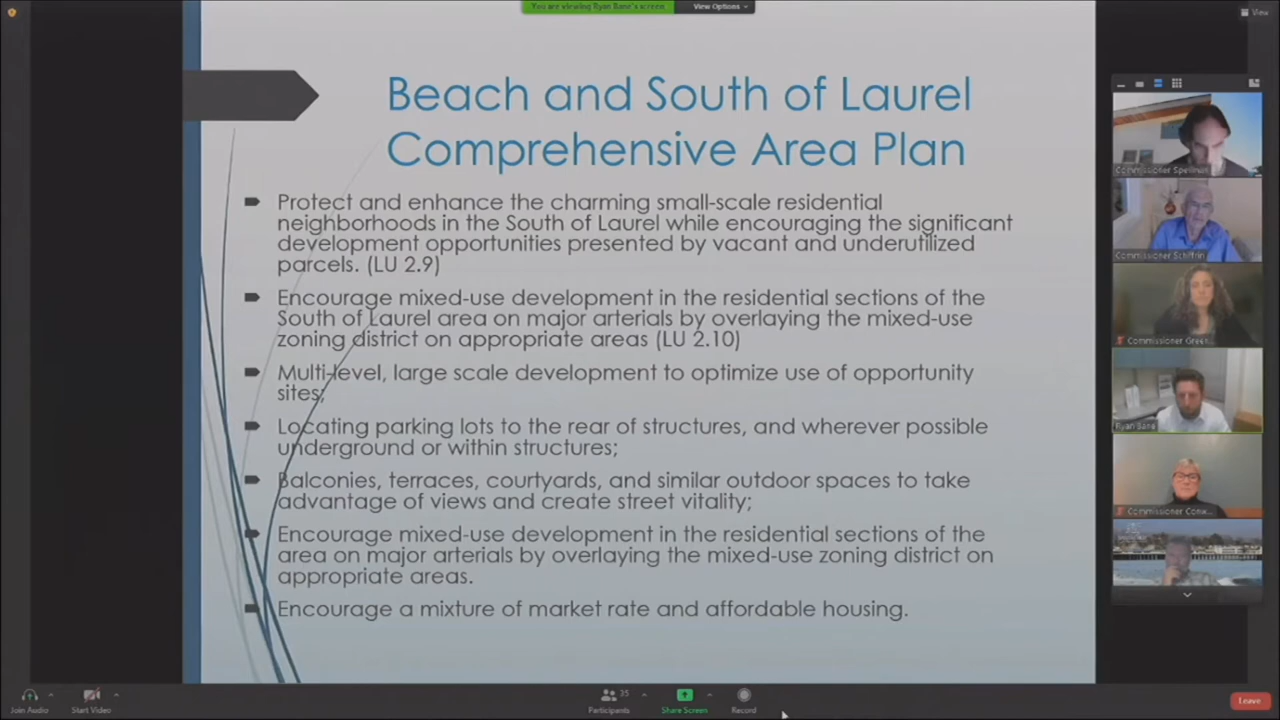 You are viewing Ryan Bane's screen
View Options
View
Beach and South of Laurel
Comprehensive Area Plan
Protect and enhance the charming small-scale residential
neighborhoods in the South of Laurel while encouraging the significant
development opportunities presented by vacant and underutilized
parcels. (LU 2.9)
Encourage mixed-use development in the residential sections of the
South of Laurel area on major arterials by overlaying the mixed-use
zoning district on appropriate areas (LU 2.10)
Multi-level, large scale development to optimize use of opportunity
sites;
Locating parking lots to the rear of structures, and wherever possible
underground or within structures;
Balconies, terraces, courtyards, and similar outdoor spaces to take
advantage of views and create street vitality;
Encourage mixed-use development in the residential sections of the
area on major arterials by overlaying the mixed-use zoning district on
appropriate areas.
Encourage a mixture of market rate and affordable housing.
Commissioner Spellman
Commissioner Schiffrin
Commissioner Green...
Ryan Bane
Commissioner Conw...
Join Audio
Start Video
Participants
35
Share Screen
Record
Leave